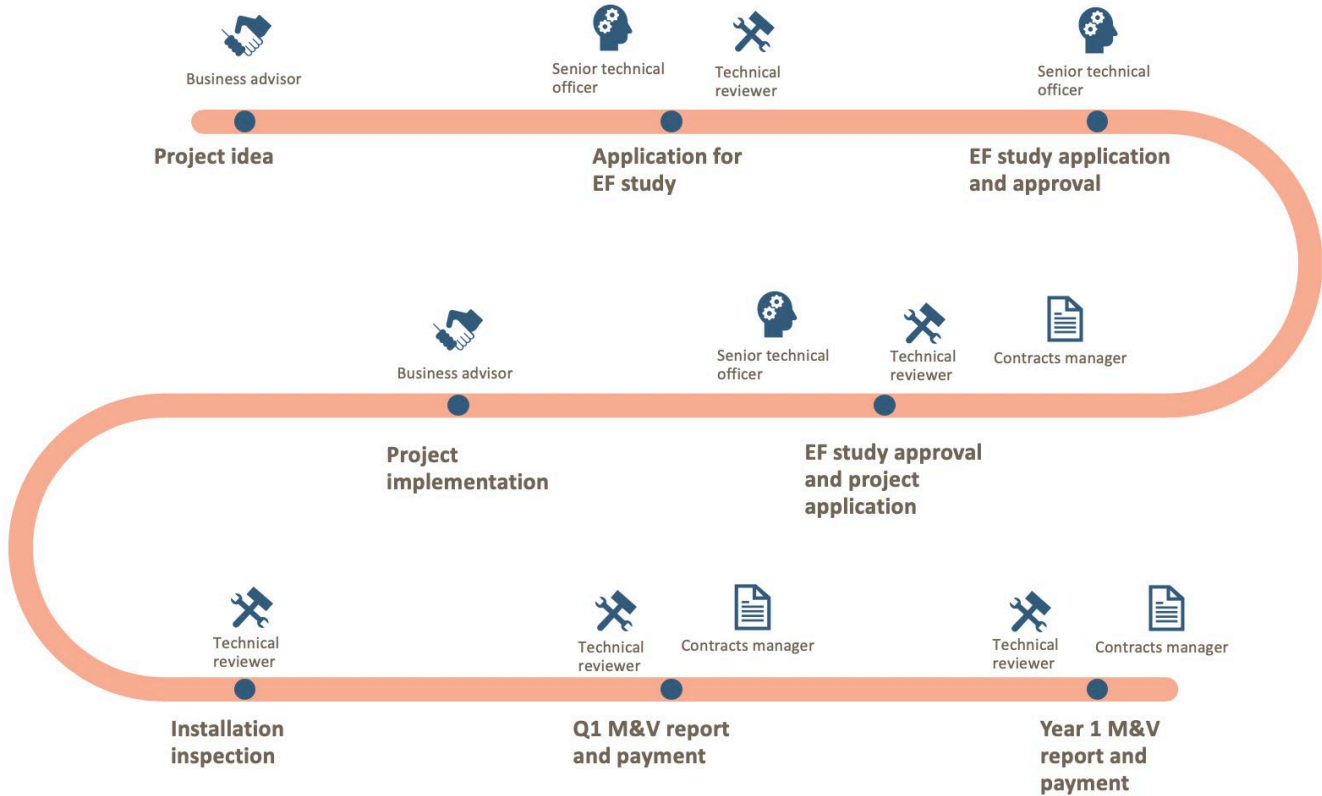 Business advisor
Senior technical
officer
Technical
reviewer
Senior technical
officer
Project idea
Application for
EF study
EF study application
and approval
Business advisor
Senior technical
officer
Technical
reviewer
Contracts manager
Project
implementation
EF study approval
and project
application
Technical
reviewer
Technical
reviewer
Contracts manager
Technical
reviewer
Contracts manager
Installation
inspection
Q1 M&V report
and payment
Year 1 M&V
report and
payment